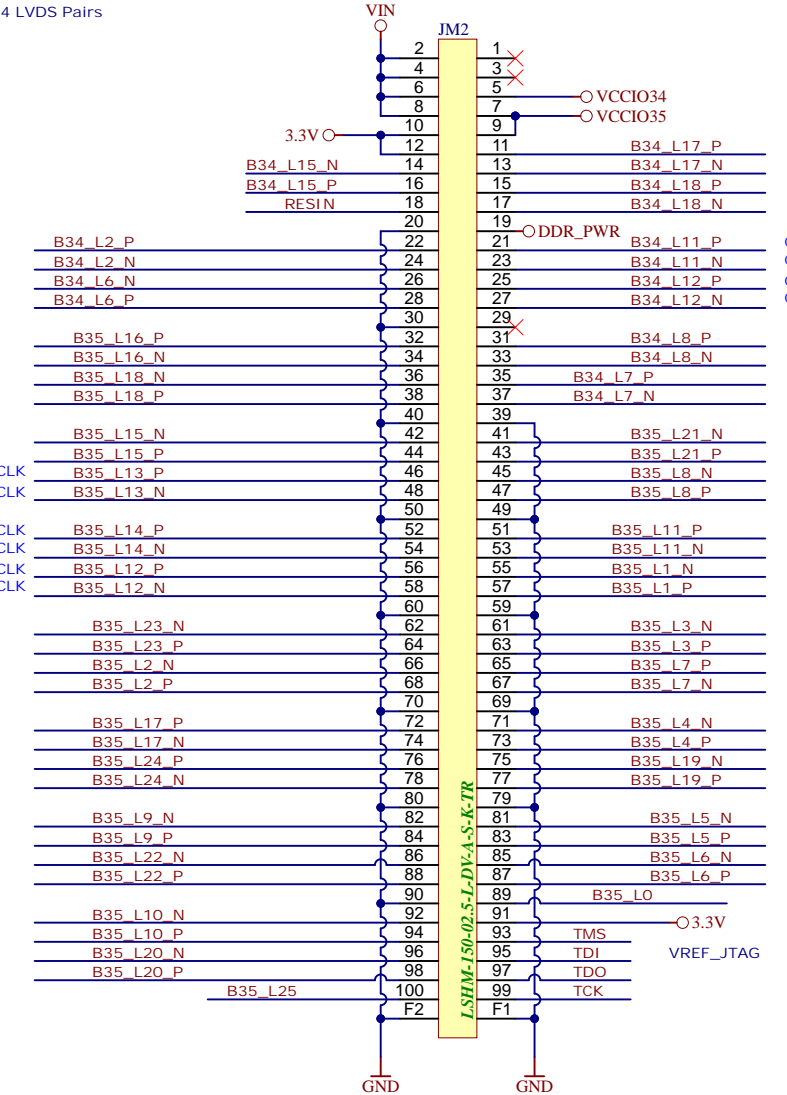 4 LVDS Pairs
VIN
JM2
2 1
4 3
6 5 VCCIO34
8 7 VCCIO35
3.3V 10 9
12 11 B34_L17_P
B34_L15_N 14 13 B34_L17_N
B34_L15_P 16 15 B34_L18_P
RESIN 18 17 B34_L18_N
20 19 DDR_PWR
B34_L2_P 22 21 B34_L11_P
B34_L2_N 24 23 B34_L11_N
B34_L6_N 26 25 B34_L12_P
B34_L6_P 28 27 B34_L12_N
30 29
B35_L16_P 32 31 B34_L8_P
B35_L16_N 34 33 B34_L8_N
B35_L18_N 36 35 B34_L7_P
B35_L18_P 38 37 B34_L7_N
40 39
B35_L15_N 42 41 B35_L21_N
B35_L15_P 44 43 B35_L21_P
CLK B35_L13_P 46 45 B35_L8_N
CLK B35_L13_N 48 47 B35_L8_P
50 49
CLK B35_L14_P 52 51 B35_L11_P
CLK B35_L14_N 54 53 B35_L11_N
CLK B35_L12_P 56 55 B35_L1_N
CLK B35_L12_N 58 57 B35_L1_P
60 59
B35_L23_N 62 61 B35_L3_N
B35_L23_P 64 63 B35_L3_P
B35_L2_N 66 65 B35_L7_P
B35_L2_P 68 67 B35_L7_N
70 69
B35_L17_P 72 71 B35_L4_N
B35_L17_N 74 73 B35_L4_P
B35_L24_P 76 75 B35_L19_N
B35_L24_N 78 77 B35_L19_P
80 79
B35_L9_N 82 81 B35_L5_N
B35_L9_P 84 83 B35_L5_P
B35_L22_N 86 85 B35_L6_N
B35_L22_P 88 87 B35_L6_P
90 89 B35_L0
B35_L10_N 92 91 3.3V
B35_L10_P 94 93 TMS
B35_L20_N 96 95 TDI VREF_JTAG
B35_L20_P 98 97 TDO
B35_L25 100 99 TCK
F2 F1
LSHM-150-02.5-L-DV-A-S-K-TR
GND GND